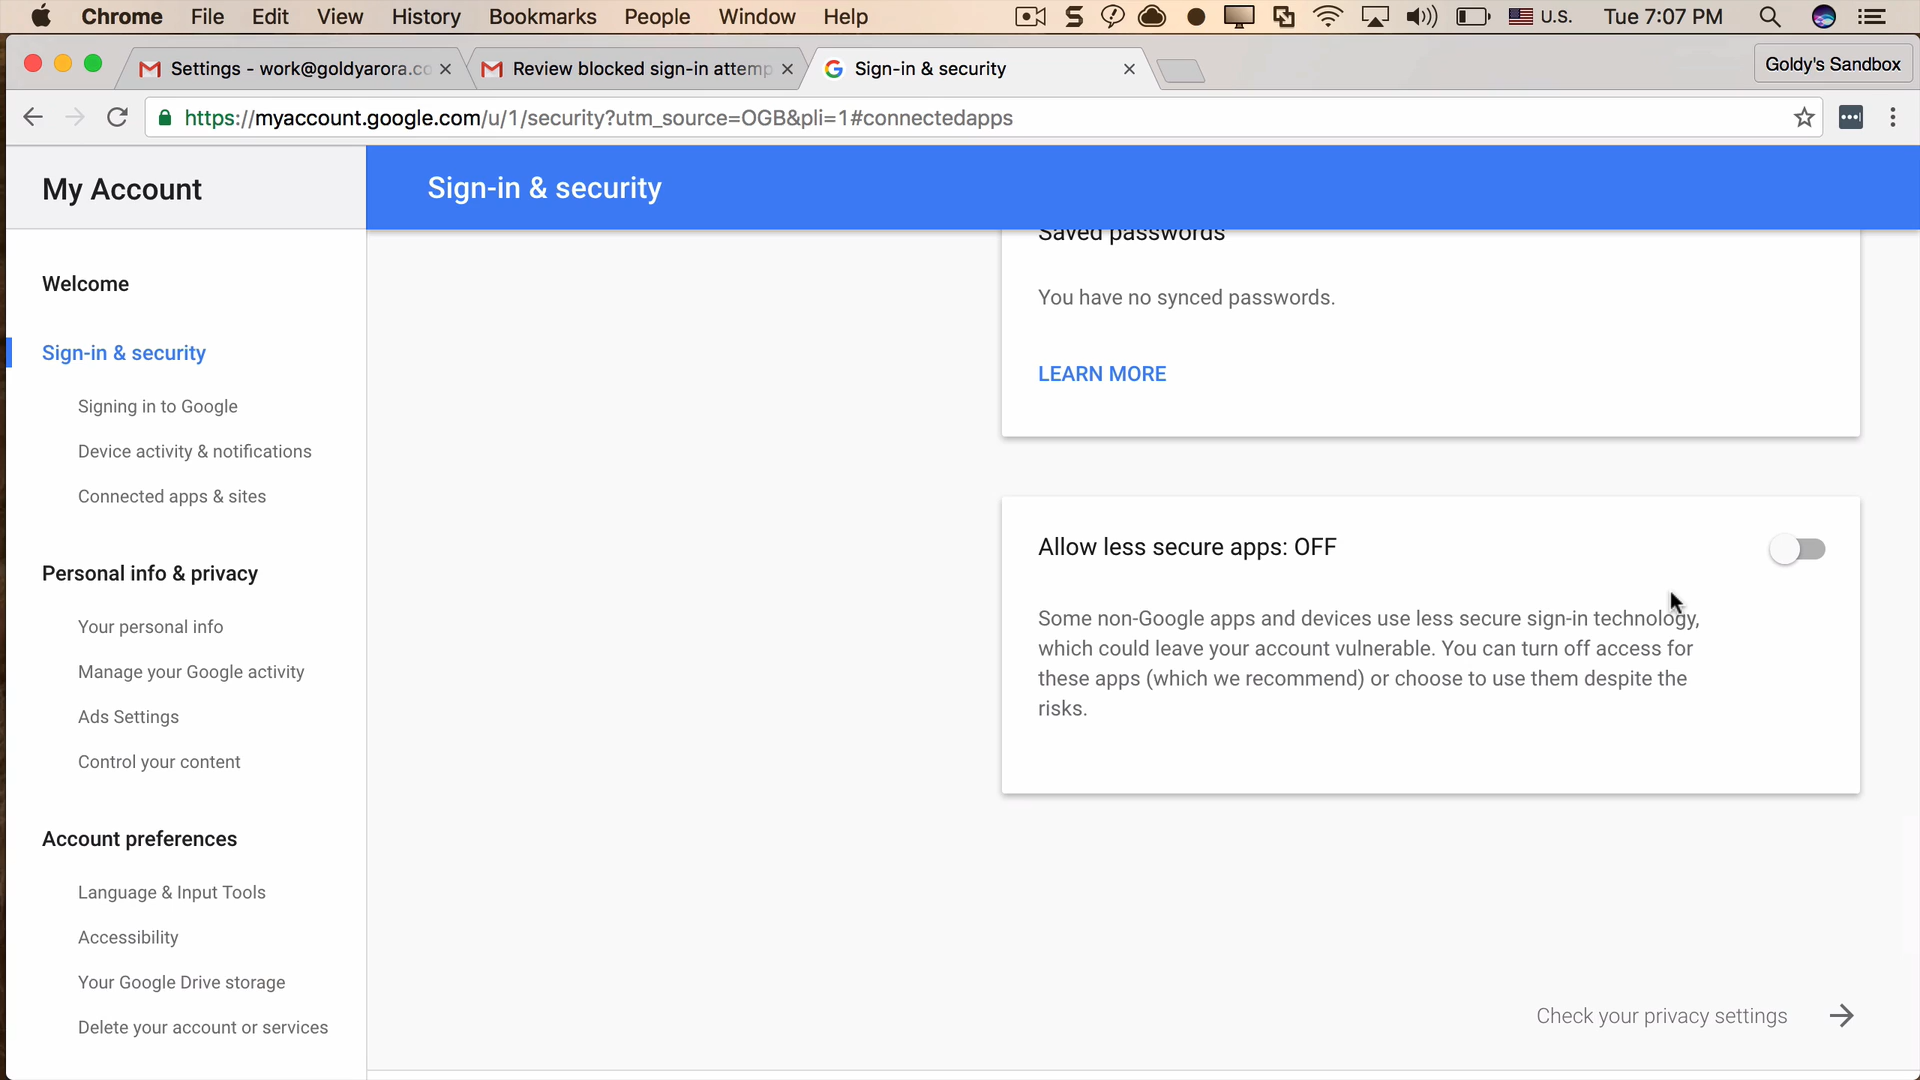 Chrome File Edit View History Bookmarks People Window Help U.S. Tue 7:07 PM
Settings - work@goldyarora.co Review blocked sign-in attemp Sign-in & security Goldy's Sandbox
https://myaccount.google.com/u/1/security?utm_source=OGB&pli=1#connectedapps
My Account
Sign-in & security
Welcome
Sign-in & security
Signing in to Google
Device activity & notifications
Connected apps & sites
Personal info & privacy
Your personal info
Manage your Google activity
Ads Settings
Control your content
Account preferences
Language & Input Tools
Accessibility
Your Google Drive storage
Delete your account or services
Saved passwords
You have no synced passwords.
LEARN MORE
Allow less secure apps: OFF
Some non-Google apps and devices use less secure sign-in technology,
which could leave your account vulnerable. You can turn off access for
these apps (which we recommend) or choose to use them despite the
risks.
Check your privacy settings